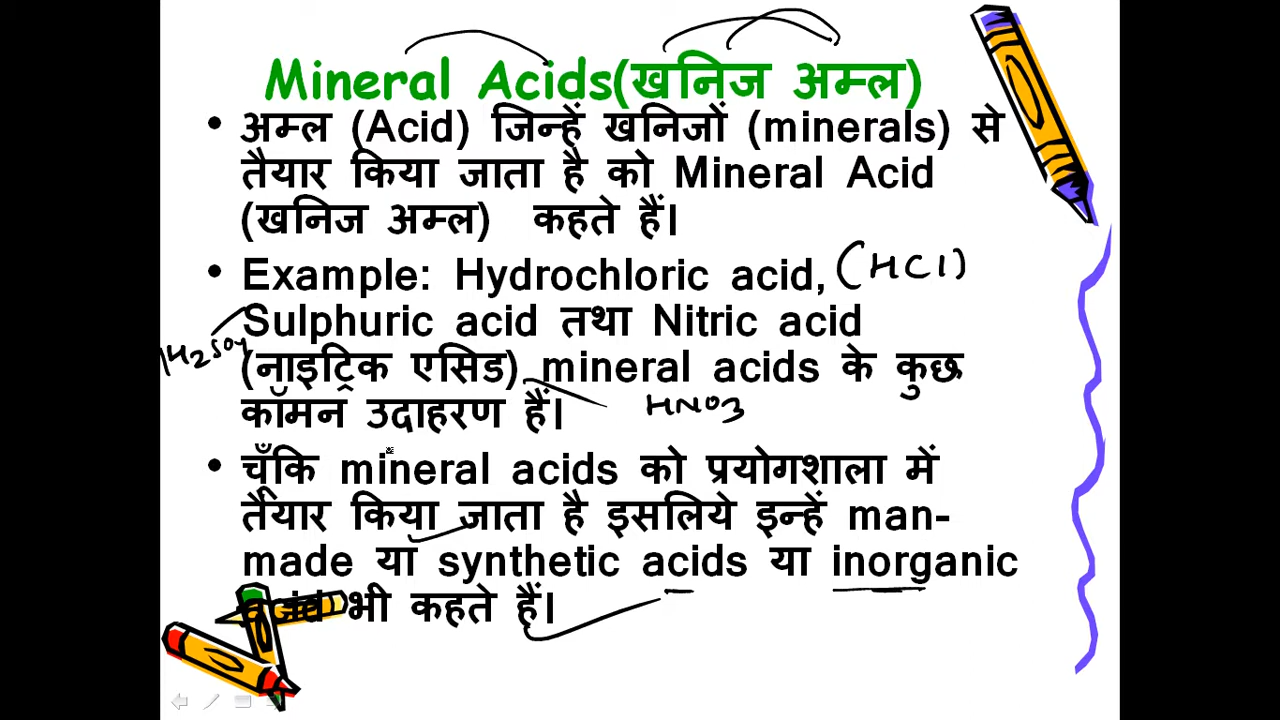 Mineral Acids(खनिज अम्ल)
• अम्ल (Acid) जिन्हें खनिजों (minerals) से
तैयार किया जाता है को Mineral Acid
(खनिज अम्ल) कहते हैं।
• Example: Hydrochloric acid, (HCl)
Sulphuric acid तथा Nitric acid
H2SO4
(नाइट्रिक एसिड) mineral acids के कुछ
कॉमन उदाहरण हैं। HNO3
• चूँकि mineral acids को प्रयोगशाला में
तैयार किया जाता है इसलिये इन्हें man-
made या synthetic acids या inorganic
acid भी कहते हैं।